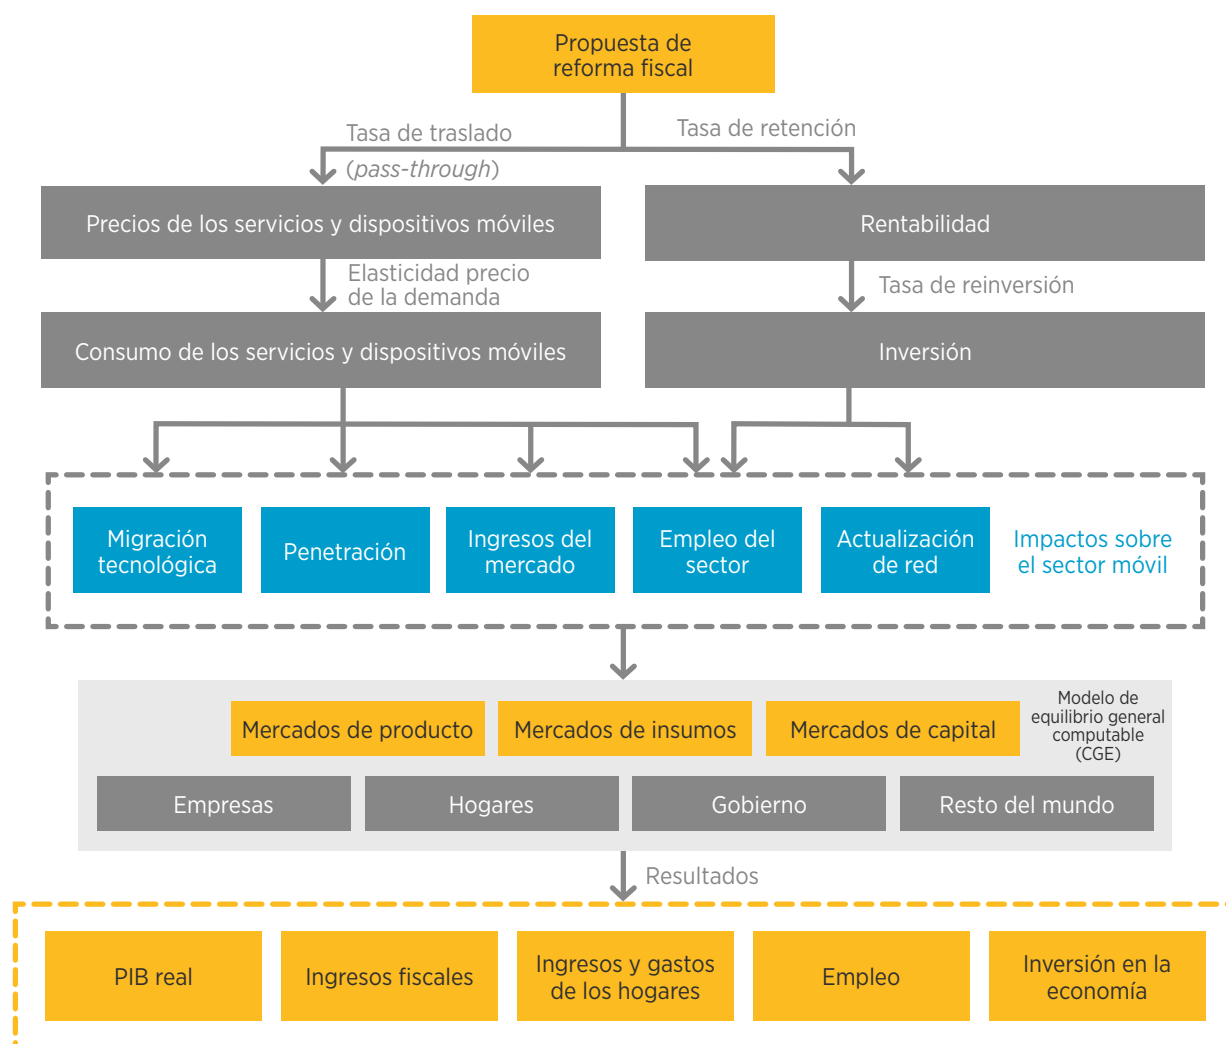 Propuesta de
reforma fiscal
Tasa de traslado
(pass-through)
Tasa de retención
Precios de los servicios y dispositivos móviles
Rentabilidad
Elasticidad precio
de la demanda
Tasa de reinversión
Consumo de los servicios y dispositivos móviles
Inversión
Migración
tecnológica
Penetración
Ingresos del
mercado
Empleo del
sector
Actualización
de red
Impactos sobre
el sector móvil
Mercados de producto
Mercados de insumos
Mercados de capital
Modelo de
equilibrio general
computable
(CGE)
Empresas
Hogares
Gobierno
Resto del mundo
Resultados
PIB real
Ingresos fiscales
Ingresos y gastos
de los hogares
Empleo
Inversión en la
economía